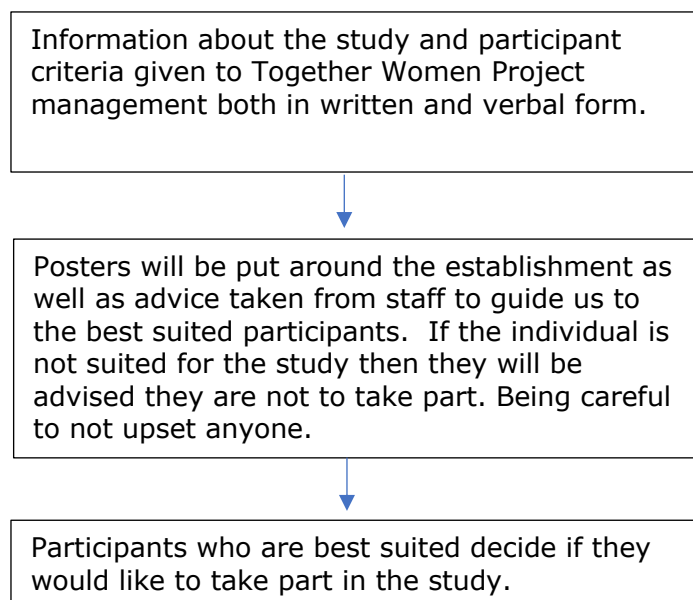 Information about the study and participant
criteria given to Together Women Project
management both in written and verbal form.
Posters will be put around the establishment as
well as advice taken from staff to guide us to
the best suited participants.  If the individual is
not suited for the study then they will be
advised they are not to take part. Being careful
to not upset anyone.
Participants who are best suited decide if they
would like to take part in the study.